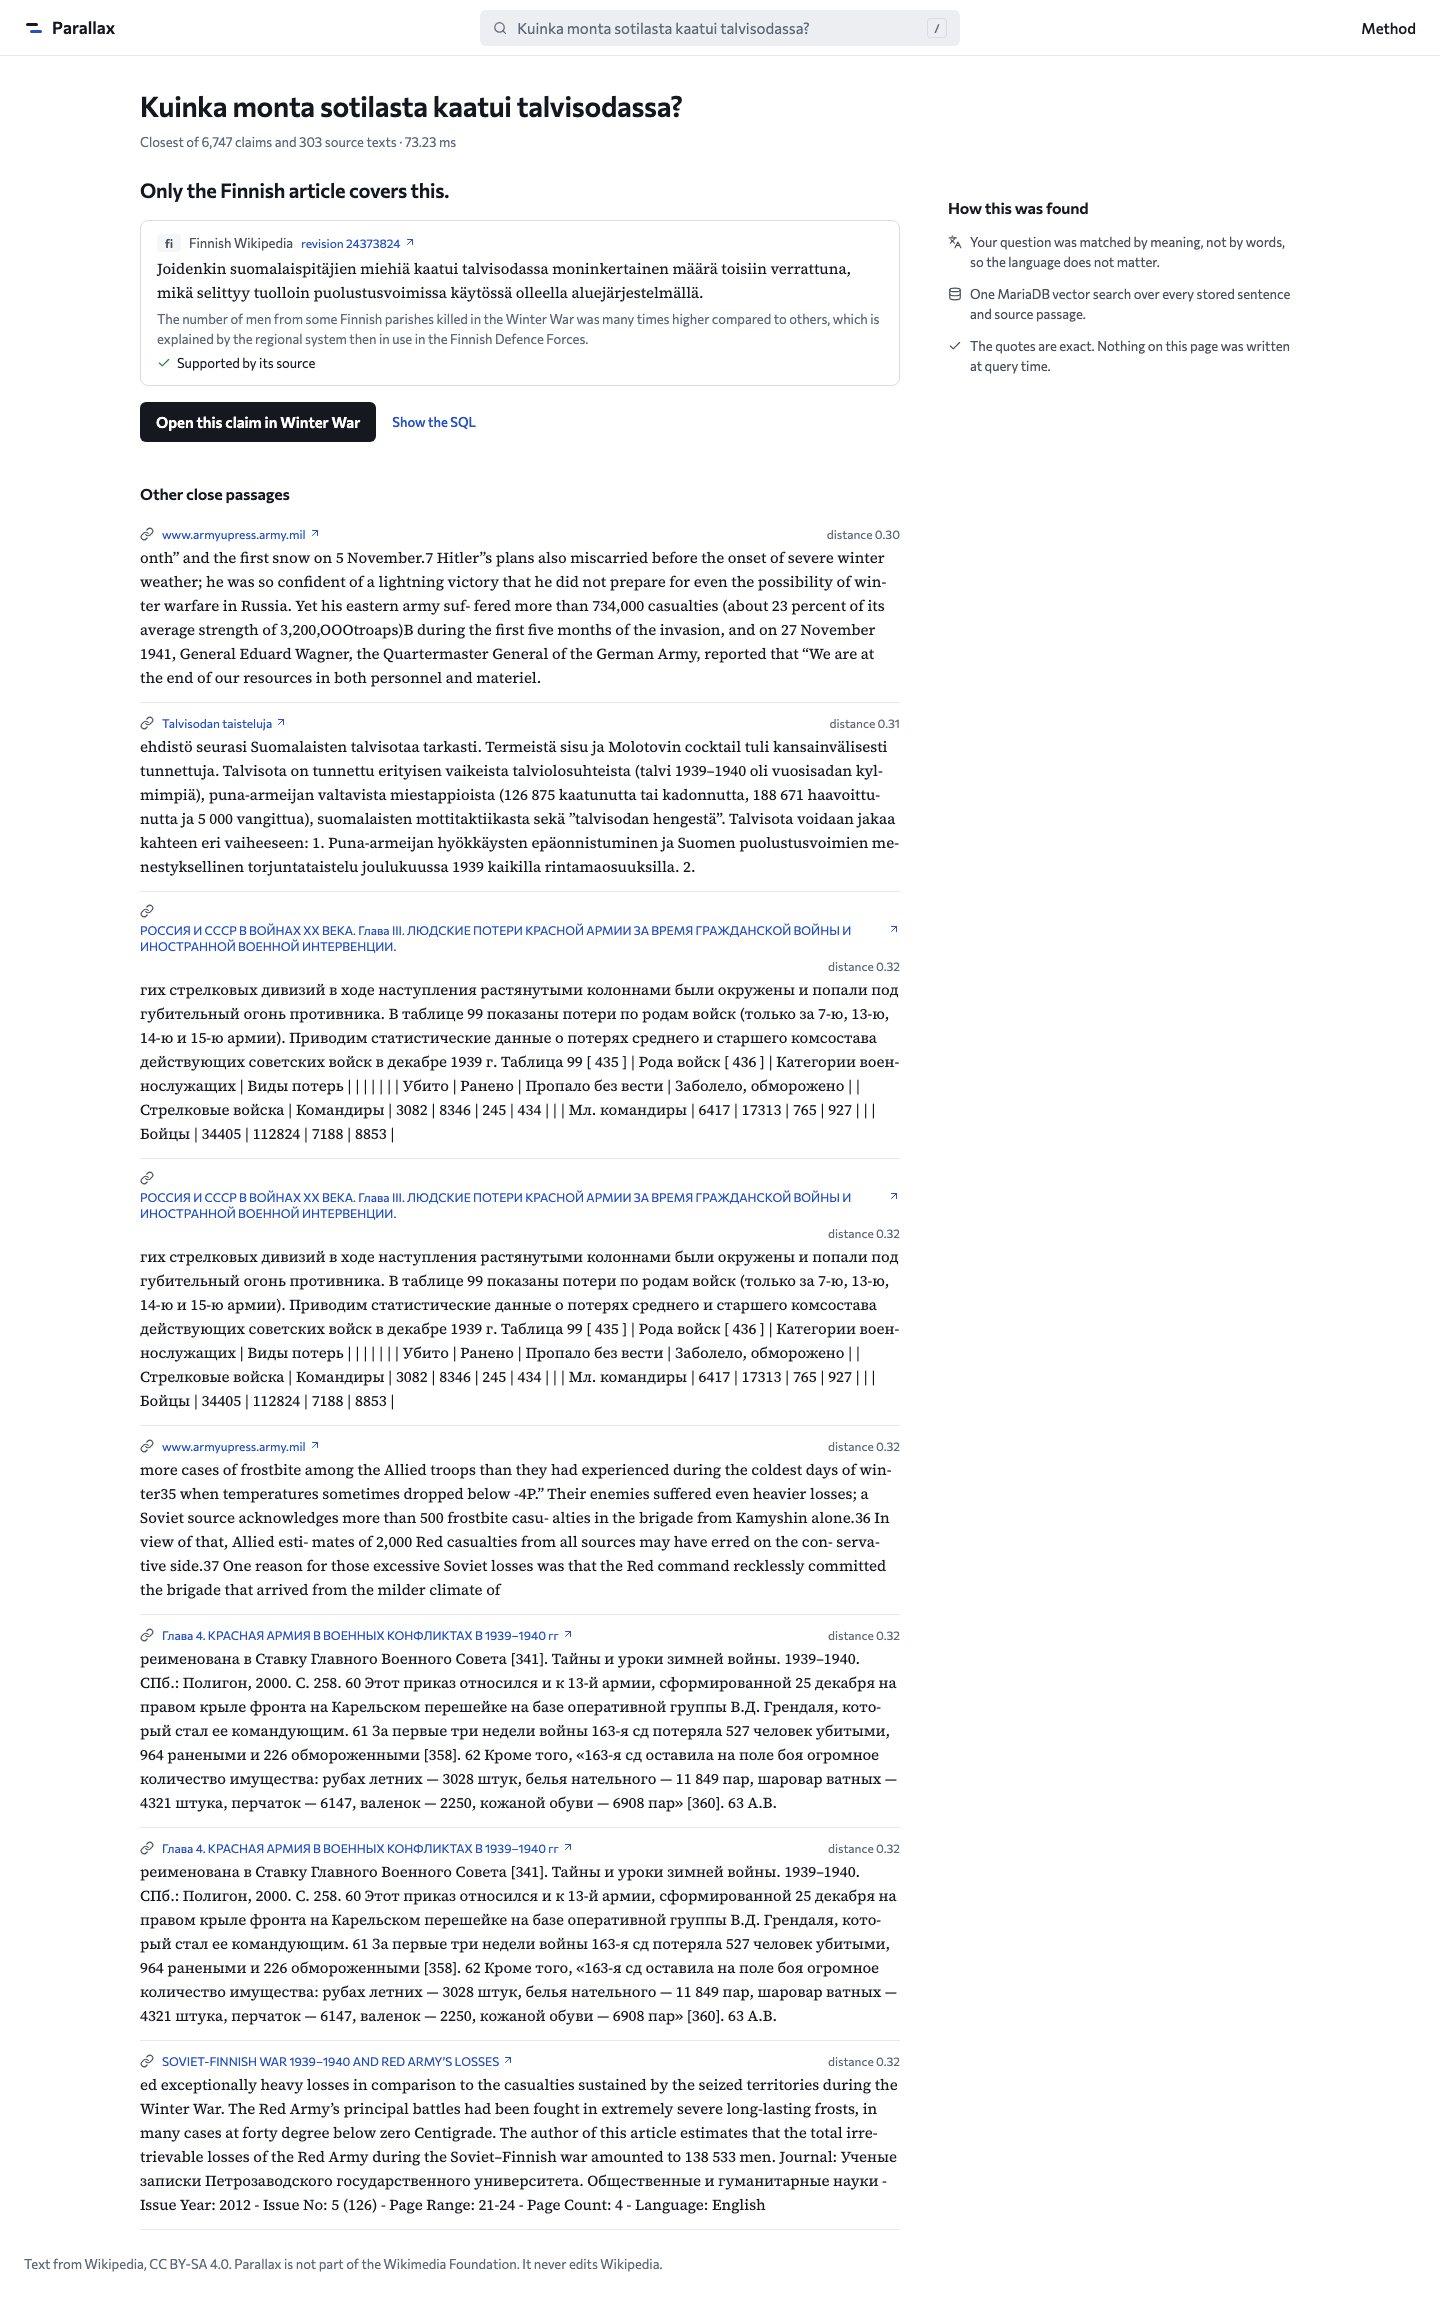 Parallax
Kuinka monta sotilasta kaatui talvisodassa?
/
Method
Kuinka monta sotilasta kaatui talvisodassa?
Closest of 6,747 claims and 303 source texts · 73.23 ms
Only the Finnish article covers this.
fi Finnish Wikipedia revision 24373824
Joidenkin suomalaispitäjien miehiä kaatui talvisodassa moninkertainen määrä toisiin verrattuna,
mikä selittyy tuolloin puolustusvoimissa käytössä olleella aluejärjestelmällä.
The number of men from some Finnish parishes killed in the Winter War was many times higher compared to others, which is
explained by the regional system then in use in the Finnish Defence Forces.
Supported by its source
Open this claim in Winter War
Show the SQL
How this was found
Your question was matched by meaning, not by words,
so the language does not matter.
One MariaDB vector search over every stored sentence
and source passage.
The quotes are exact. Nothing on this page was written
at query time.
Other close passages
www.armyupress.army.mil distance 0.30
onth” and the first snow on 5 November.7 Hitler”s plans also miscarried before the onset of severe winter
weather; he was so confident of a lightning victory that he did not prepare for even the possibility of win-
ter warfare in Russia. Yet his eastern army suf- fered more than 734,000 casualties (about 23 percent of its
average strength of 3,200,OOOtroaps)B during the first five months of the invasion, and on 27 November
1941, General Eduard Wagner, the Quartermaster General of the German Army, reported that “We are at
the end of our resources in both personnel and materiel.
Talvisodan taisteluja distance 0.31
ehdistö seurasi Suomalaisten talvisotaa tarkasti. Termeistä sisu ja Molotovin cocktail tuli kansainvälisesti
tunnettuja. Talvisota on tunnettu erityisen vaikeista talviolosuhteista (talvi 1939–1940 oli vuosisadan kyl-
mimpiä), puna-armeijan valtavista miestappioista (126 875 kaatunutta tai kadonnutta, 188 671 haavoittu-
nutta ja 5 000 vangittua), suomalaisten mottitaktiikasta sekä ”talvisodan hengestä”. Talvisota voidaan jakaa
kahteen eri vaiheeseen: 1. Puna-armeijan hyökkäysten epäonnistuminen ja Suomen puolustusvoimien me-
nestyksellinen torjuntataistelu joulukuussa 1939 kaikilla rintamaosuuksilla. 2.
РОССИЯ И СССР В ВОЙНАХ XX ВЕКА. Глава III. ЛЮДСКИЕ ПОТЕРИ КРАСНОЙ АРМИИ ЗА ВРЕМЯ ГРАЖДАНСКОЙ ВОЙНЫ И
ИНОСТРАННОЙ ВОЕННОЙ ИНТЕРВЕНЦИИ.
distance 0.32
гих стрелковых дивизий в ходе наступления растянутыми колоннами были окружены и попали под
губительный огонь противника. В таблице 99 показаны потери по родам войск (только за 7-ю, 13-ю,
14-ю и 15-ю армии). Приводим статистические данные о потерях среднего и старшего комсостава
действующих советских войск в декабре 1939 г. Таблица 99 [ 435 ] | Рода войск [ 436 ] | Категории воен-
нослужащих | Виды потерь | | | | | | | Убито | Ранено | Пропало без вести | Заболело, обморожено | |
Стрелковые войска | Командиры | 3082 | 8346 | 245 | 434 | | | Мл. командиры | 6417 | 17313 | 765 | 927 | | |
Бойцы | 34405 | 112824 | 7188 | 8853 |
РОССИЯ И СССР В ВОЙНАХ XX ВЕКА. Глава III. ЛЮДСКИЕ ПОТЕРИ КРАСНОЙ АРМИИ ЗА ВРЕМЯ ГРАЖДАНСКОЙ ВОЙНЫ И
ИНОСТРАННОЙ ВОЕННОЙ ИНТЕРВЕНЦИИ.
distance 0.32
гих стрелковых дивизий в ходе наступления растянутыми колоннами были окружены и попали под
губительный огонь противника. В таблице 99 показаны потери по родам войск (только за 7-ю, 13-ю,
14-ю и 15-ю армии). Приводим статистические данные о потерях среднего и старшего комсостава
действующих советских войск в декабре 1939 г. Таблица 99 [ 435 ] | Рода войск [ 436 ] | Категории воен-
нослужащих | Виды потерь | | | | | | | Убито | Ранено | Пропало без вести | Заболело, обморожено | |
Стрелковые войска | Командиры | 3082 | 8346 | 245 | 434 | | | Мл. командиры | 6417 | 17313 | 765 | 927 | | |
Бойцы | 34405 | 112824 | 7188 | 8853 |
www.armyupress.army.mil distance 0.32
more cases of frostbite among the Allied troops than they had experienced during the coldest days of win-
ter35 when temperatures sometimes dropped below -4P.” Their enemies suffered even heavier losses; a
Soviet source acknowledges more than 500 frostbite casu- alties in the brigade from Kamyshin alone.36 In
view of that, Allied esti- mates of 2,000 Red casualties from all sources may have erred on the con- serva-
tive side.37 One reason for those excessive Soviet losses was that the Red command recklessly committed
the brigade that arrived from the milder climate of
Глава 4. КРАСНАЯ АРМИЯ В ВОЕННЫХ КОНФЛИКТАХ В 1939–1940 гг distance 0.32
реименована в Ставку Главного Военного Совета [341]. Тайны и уроки зимней войны. 1939–1940.
СПб.: Полигон, 2000. С. 258. 60 Этот приказ относился и к 13-й армии, сформированной 25 декабря на
правом крыле фронта на Карельском перешейке на базе оперативной группы В.Д. Грендаля, кото-
рый стал ее командующим. 61 За первые три недели войны 163-я сд потеряла 527 человек убитыми,
964 ранеными и 226 обмороженными [358]. 62 Кроме того, «163-я сд оставила на поле боя огромное
количество имущества: рубах летних — 3028 штук, белья нательного — 11 849 пар, шаровар ватных —
4321 штука, перчаток — 6147, валенок — 2250, кожаной обуви — 6908 пар» [360]. 63 А.В.
Глава 4. КРАСНАЯ АРМИЯ В ВОЕННЫХ КОНФЛИКТАХ В 1939–1940 гг distance 0.32
реименована в Ставку Главного Военного Совета [341]. Тайны и уроки зимней войны. 1939–1940.
СПб.: Полигон, 2000. С. 258. 60 Этот приказ относился и к 13-й армии, сформированной 25 декабря на
правом крыле фронта на Карельском перешейке на базе оперативной группы В.Д. Грендаля, кото-
рый стал ее командующим. 61 За первые три недели войны 163-я сд потеряла 527 человек убитыми,
964 ранеными и 226 обмороженными [358]. 62 Кроме того, «163-я сд оставила на поле боя огромное
количество имущества: рубах летних — 3028 штук, белья нательного — 11 849 пар, шаровар ватных —
4321 штука, перчаток — 6147, валенок — 2250, кожаной обуви — 6908 пар» [360]. 63 А.В.
SOVIET-FINNISH WAR 1939–1940 AND RED ARMY’S LOSSES distance 0.32
ed exceptionally heavy losses in comparison to the casualties sustained by the seized territories during the
Winter War. The Red Army’s principal battles had been fought in extremely severe long-lasting frosts, in
many cases at forty degree below zero Centigrade. The author of this article estimates that the total irre-
trievable losses of the Red Army during the Soviet–Finnish war amounted to 138 533 men. Journal: Ученые
записки Петрозаводского государственного университета. Общественные и гуманитарные науки -
Issue Year: 2012 - Issue No: 5 (126) - Page Range: 21-24 - Page Count: 4 - Language: English
Text from Wikipedia, CC BY-SA 4.0. Parallax is not part of the Wikimedia Foundation. It never edits Wikipedia.